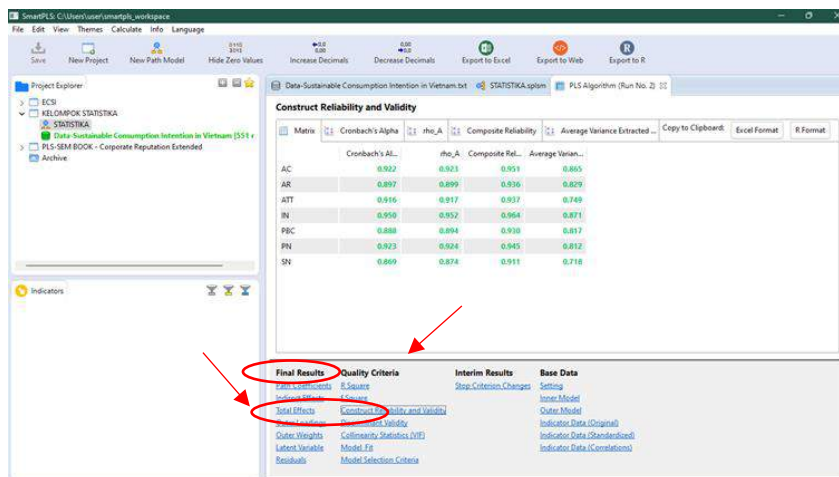 SmartPLS: C:\Users\user\smartpls_workspace
File Edit View Themes Calculate Info Language
Save New Project New Path Model Hide Zero Values Increase Decimals Decrease Decimals Export to Excel Export to Web Export to R
Project Explorer
ECSI
KELOMPOK STATISTIKA
STATISTIKA
Data-Sustainable Consumption Intention in Vietnam [551
PLS-SEM BOOK - Corporate Reputation Extended
Archive
Indicators
Data-Sustainable Consumption Intention in Vietnam.txt STATISTIKA.splsm PLS Algorithm (Run No. 2)
Construct Reliability and Validity
Matrix Cronbach's Alpha rho_A Composite Reliability Average Variance Extracted ... Copy to Clipboard: Excel Format R Format
Cronbach's Al... rho_A Composite Rel... Average Varian...
AC 0.922 0.923 0.951 0.865
AR 0.897 0.899 0.936 0.829
ATT 0.916 0.917 0.937 0.749
IN 0.950 0.952 0.964 0.871
PBC 0.888 0.894 0.930 0.817
PN 0.923 0.924 0.945 0.812
SN 0.869 0.874 0.911 0.718
Final Results Quality Criteria Interim Results Base Data
Path Coefficients R Square Stop Criterion Changes Setting
Indirect Effects f Square Inner Model
Total Effects Construct Reliability and Validity Outer Model
Outer Loadings Discriminant Validity Indicator Data (Original)
Outer Weights Collinearity Statistics (VIF) Indicator Data (Standardized)
Latent Variable Model_Fit Indicator Data (Correlations)
Residuals Model Selection Criteria